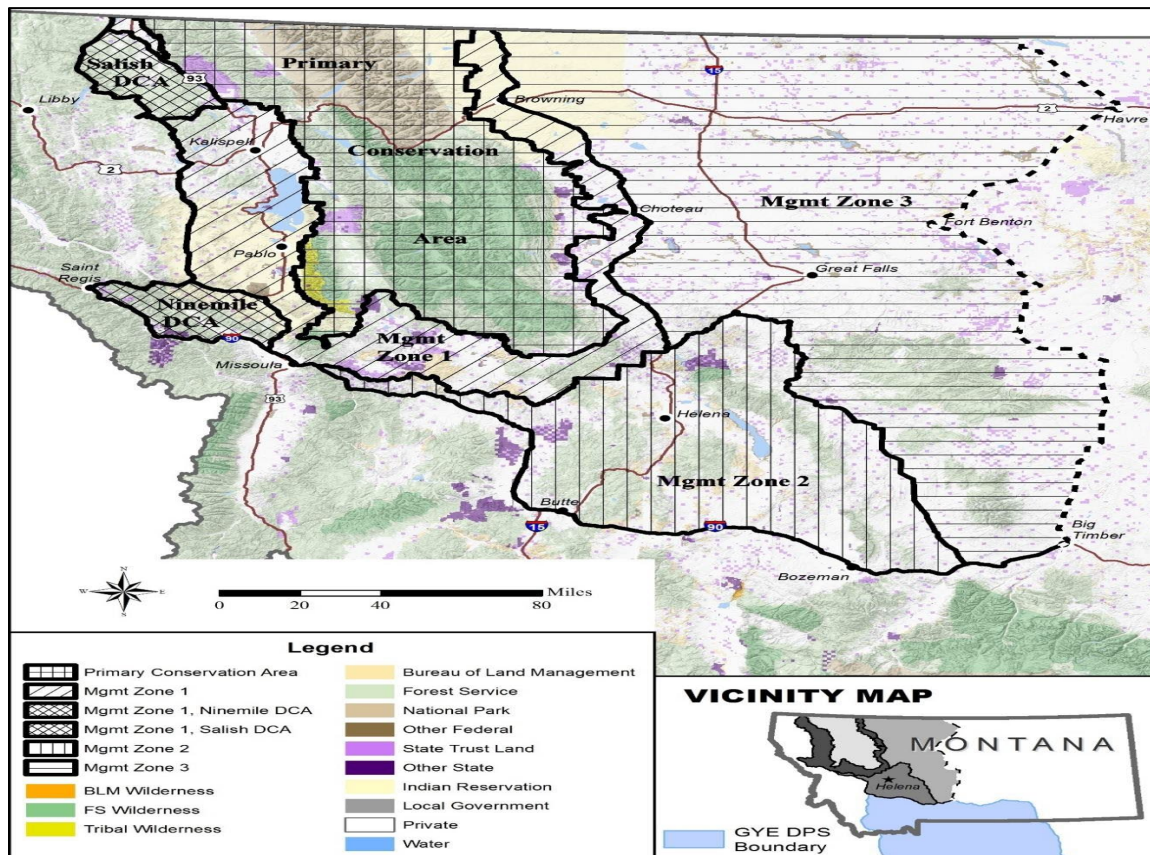 Salish
DCA
93
Primary
15
Libby
Browning
2
Havre
Kalispell
Conservation
2
Mgmt Zone 3
Choteau
Fort Benton
Area
Pablo
Saint
Regis
Great Falls
Ninemile
DCA
90
Mgmt
Zone 1
Missoula
93
Helena
Mgmt Zone 2
Butte
15
90
Big
Timber
Bozeman
N
W
E
S
Miles
0 20 40 80
Legend
Primary Conservation Area
Mgmt Zone 1
Mgmt Zone 1, Ninemile DCA
Mgmt Zone 1, Salish DCA
Mgmt Zone 2
Mgmt Zone 3
BLM Wilderness
FS Wilderness
Tribal Wilderness
Bureau of Land Management
Forest Service
National Park
Other Federal
State Trust Land
Other State
Indian Reservation
Local Government
Private
Water
VICINITY MAP
MONTANA
Helena
GYE DPS
Boundary